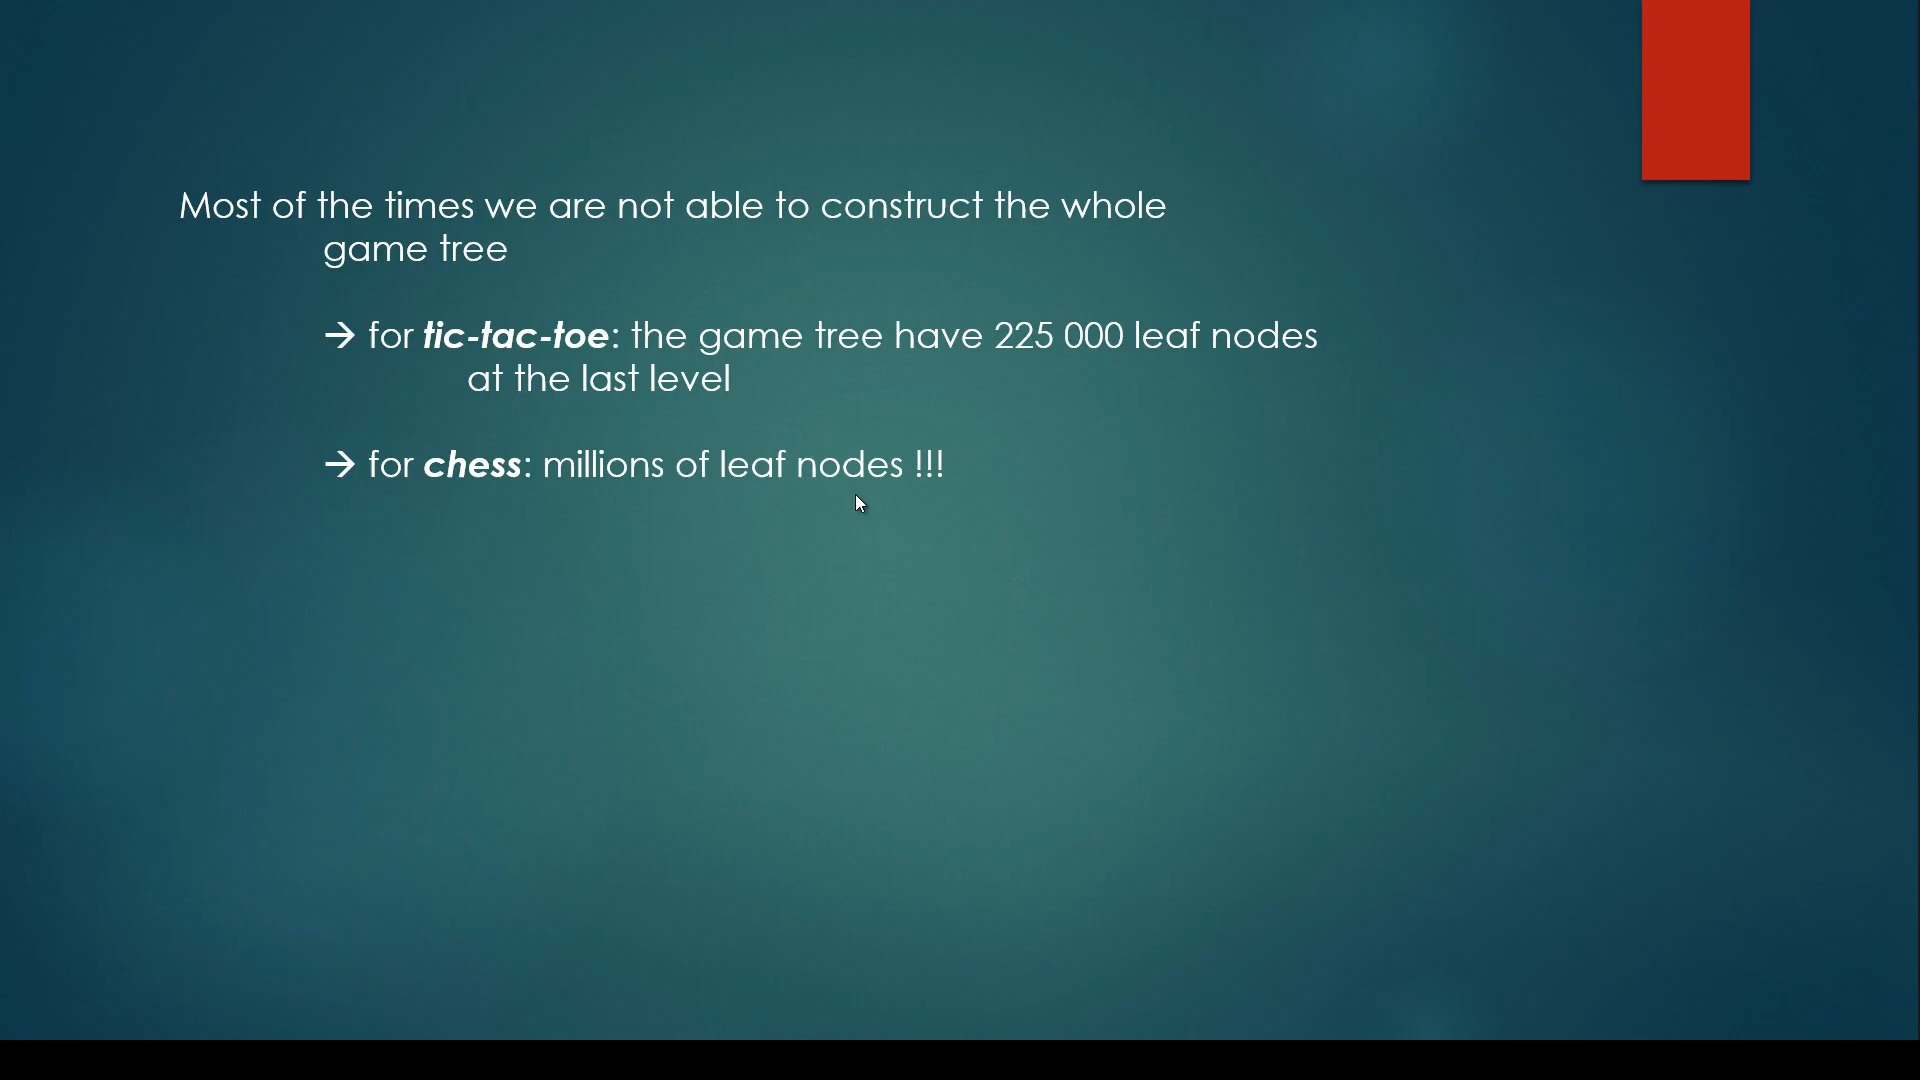 Most of the times we are not able to construct the whole
game tree
→ for tic-tac-toe: the game tree have 225 000 leaf nodes
at the last level
→ for chess: millions of leaf nodes !!!